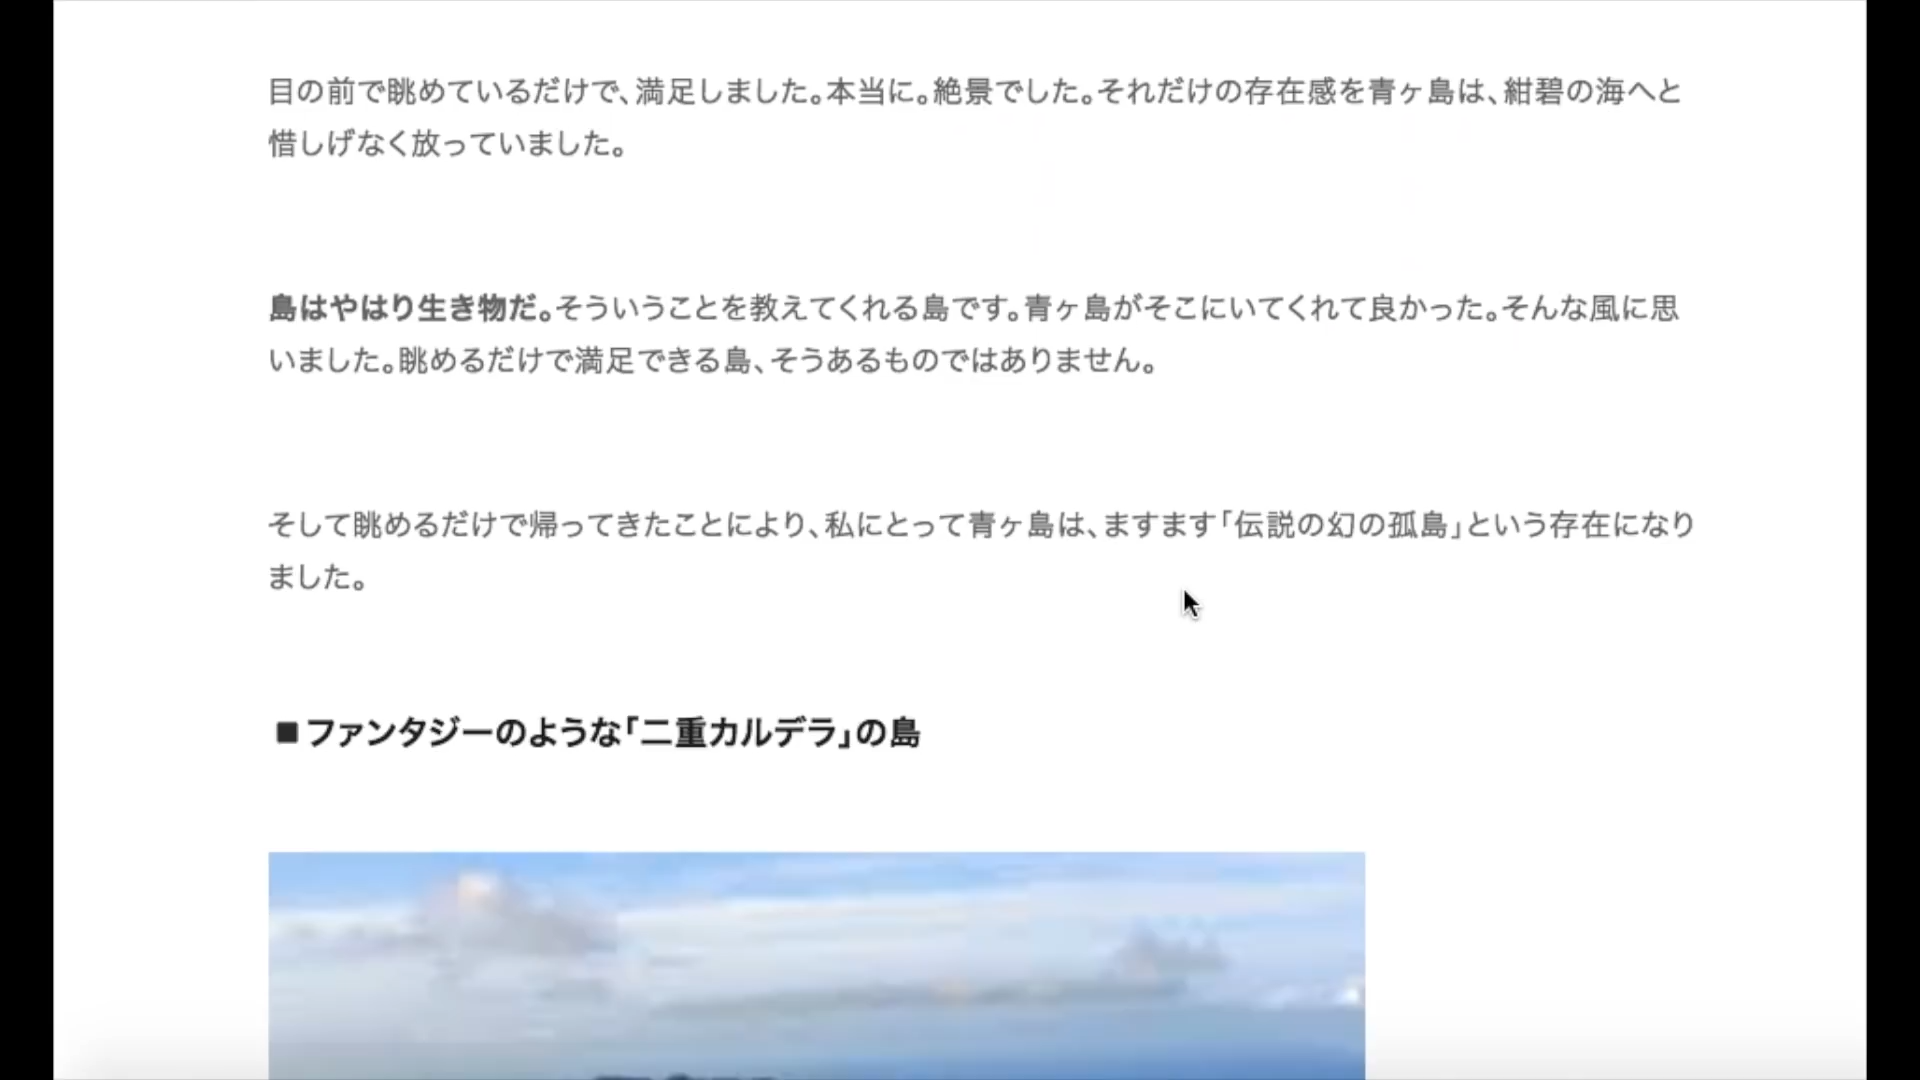 目の前で眺めているだけで、満足しました。本当に。絶景でした。それだけの存在感を青ヶ島は、紺碧の海へと
惜しげなく放っていました。
島はやはり生き物だ。そういうことを教えてくれる島です。青ヶ島がそこにいてくれて良かった。そんな風に思
いました。眺めるだけで満足できる島、そうあるものではありません。
そして眺めるだけで帰ってきたことにより、私にとって青ヶ島は、ますます「伝説の幻の孤島」という存在になり
ました。
■ファンタジーのような「二重カルデラ」の島